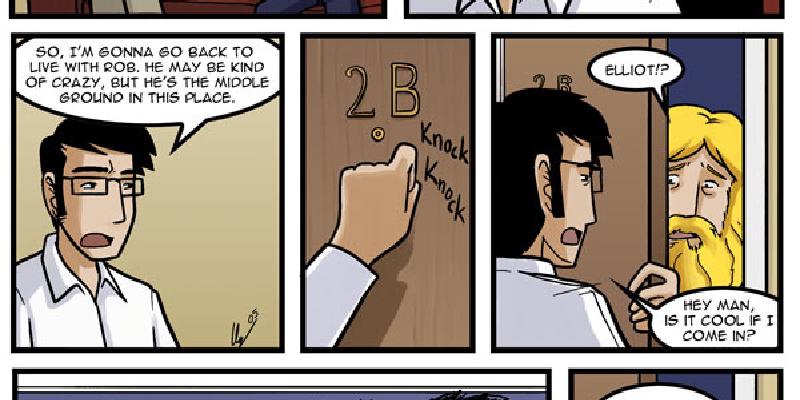 SO, I'M GONNA GO BACK TO
LIVE WITH ROB. HE MAY BE KIND
OF CRAZY, BUT HE'S THE MIDDLE
GROUND IN THIS PLACE.
2B
Knock
Knock
2B
ELLIOT!?
HEY MAN,
IS IT COOL IF I
COME IN?